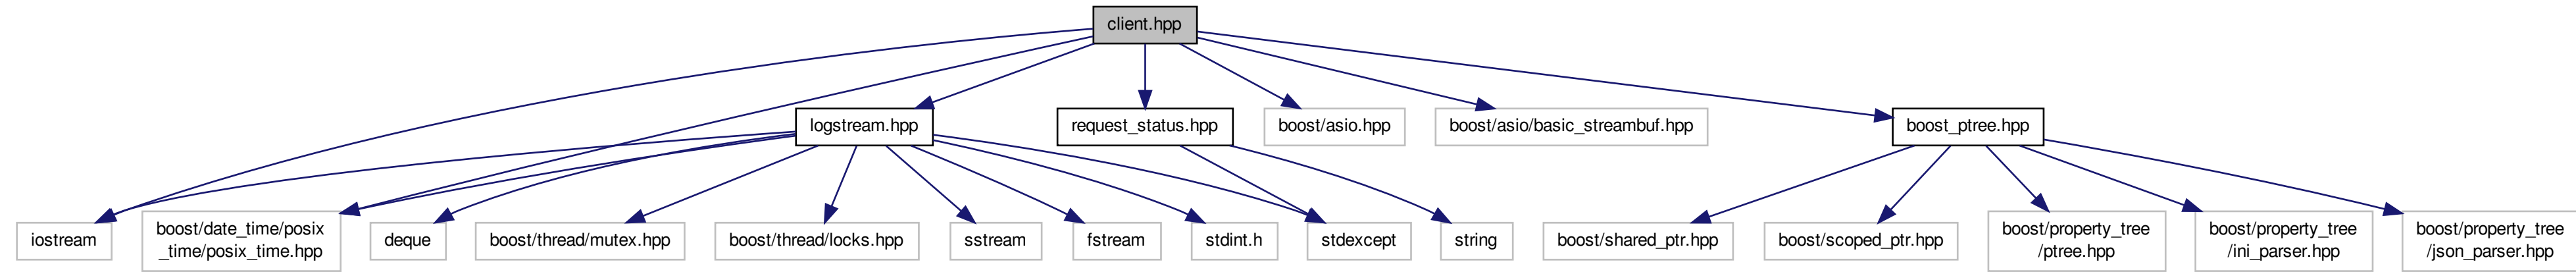 client.hpp
logstream.hpp
request_status.hpp
boost/asio.hpp
boost/asio/basic_streambuf.hpp
boost_ptree.hpp
iostream
boost/date_time/posix
_time/posix_time.hpp
deque
boost/thread/mutex.hpp
boost/thread/locks.hpp
sstream
fstream
stdint.h
stdexcept
string
boost/shared_ptr.hpp
boost/scoped_ptr.hpp
boost/property_tree
/ptree.hpp
boost/property_tree
/ini_parser.hpp
boost/property_tree
/json_parser.hpp